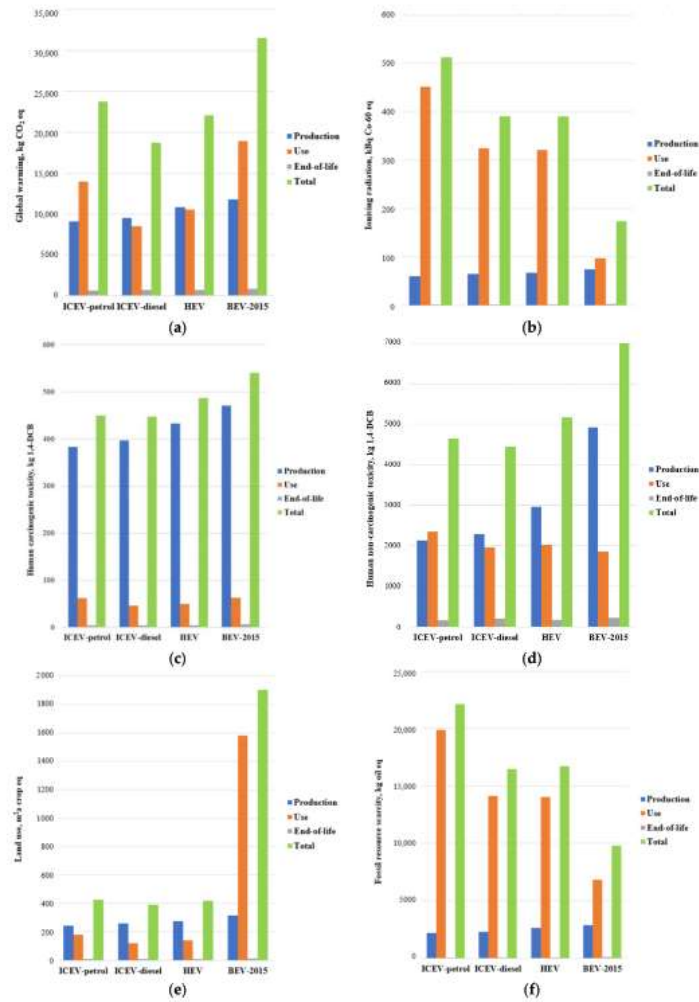 Global warming, kg CO₂ eq
35,000
30,000
25,000
20,000
15,000
10,000
5000
0
ICEV-petrol ICEV-diesel HEV BEV-2015
Production
Use
End-of-life
Total
(a)
Ionising radiation, kBq Co-60 eq
600
500
400
300
200
100
0
Production
Use
End-of-life
Total
(b)
Human carcinogenic toxicity, kg 1,4-DCB
600
500
400
300
200
100
0
ICEV-petrol ICEV-diesel HEV BEV-2015
Production
Use
End-of-life
Total
(c)
Human non-carcinogenic toxicity, kg 1,4-DCB
7000
6000
5000
4000
3000
2000
1000
0
ICEV-petrol ICEV-diesel HEV BEV-2015
Production
Use
End-of-life
Total
(d)
Land use, m²a crop eq
2000
1800
1600
1400
1200
1000
800
600
400
200
0
ICEV-petrol ICEV-diesel HEV BEV-2015
Production
Use
End-of-life
Total
(e)
Fossil resource scarcity, kg oil eq
25,000
20,000
15,000
10,000
5000
0
ICEV-petrol ICEV-diesel HEV BEV-2015
Production
Use
End-of-life
Total
(f)